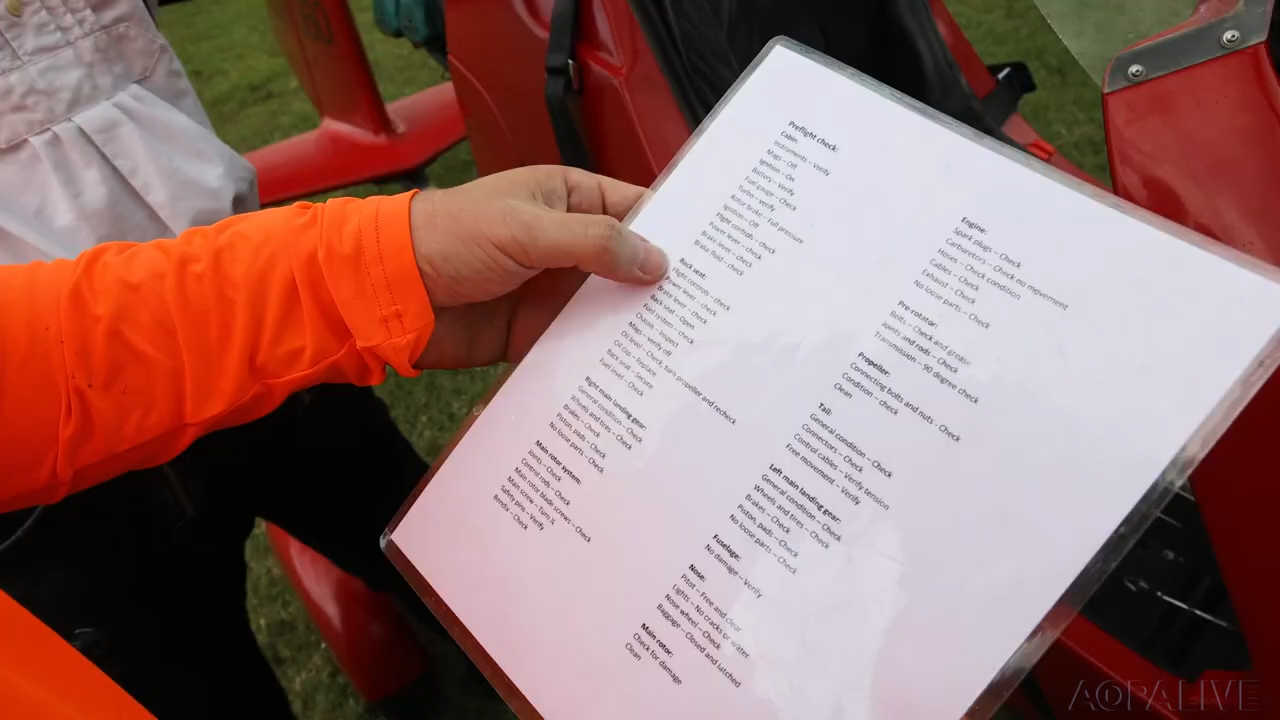 Preflight check:
Cabin:
Instruments – Verify
Mags – Off
Ignition – On
Battery – Verify
Fuel gauge – Check
Turbo – verify
Rotor brake – Full pressure
Ignition – Off
Flight controls – check
Power lever – check
Brake lever – check
Brake fluid – check
Back seat:
Flight controls – check
Power lever – check
Brake lever – check
Back seat – Open
Fuel system – check
Chassis – Inspect
Mags – verify off
Oil level – Check, turn propeller and recheck
Oil cap – Replace
Back seat – Secure
Fuel level – Check
Right main landing gear:
General condition – Check
Wheels and tires – Check
Brakes – Check
Piston, pads – Check
No loose parts – Check
Main rotor system:
Joints – Check
Control rods – Check
Main rotor blade screws – Check
Main screw – Turn ¼
Safety pins – Verify
Bendix – Check
Engine:
Spark plugs – Check
Carburetors – Check no movement
Hoses – Check condition
Cables – Check
Exhaust – Check
No loose parts – Check
Pre-rotator:
Belts – Check and grease
Joints and rods – Check
Transmission – 90 degree check
Propeller:
Connecting bolts and nuts - Check
Condition – check
Clean
Tail:
General condition – Check
Connectors – Check
Control cables – Verify tension
Free movement – Verify
Left main landing gear:
General condition – Check
Wheels and tires – Check
Brakes – Check
Piston, pads – Check
No loose parts – Check
Fuselage:
No damage – Verify
Nose:
Pitot – Free and clear
Lights – No cracks or water
Nose wheel – Check
Baggage – Closed and latched
Main rotor:
Check for damage
Clean
AOPALIVE